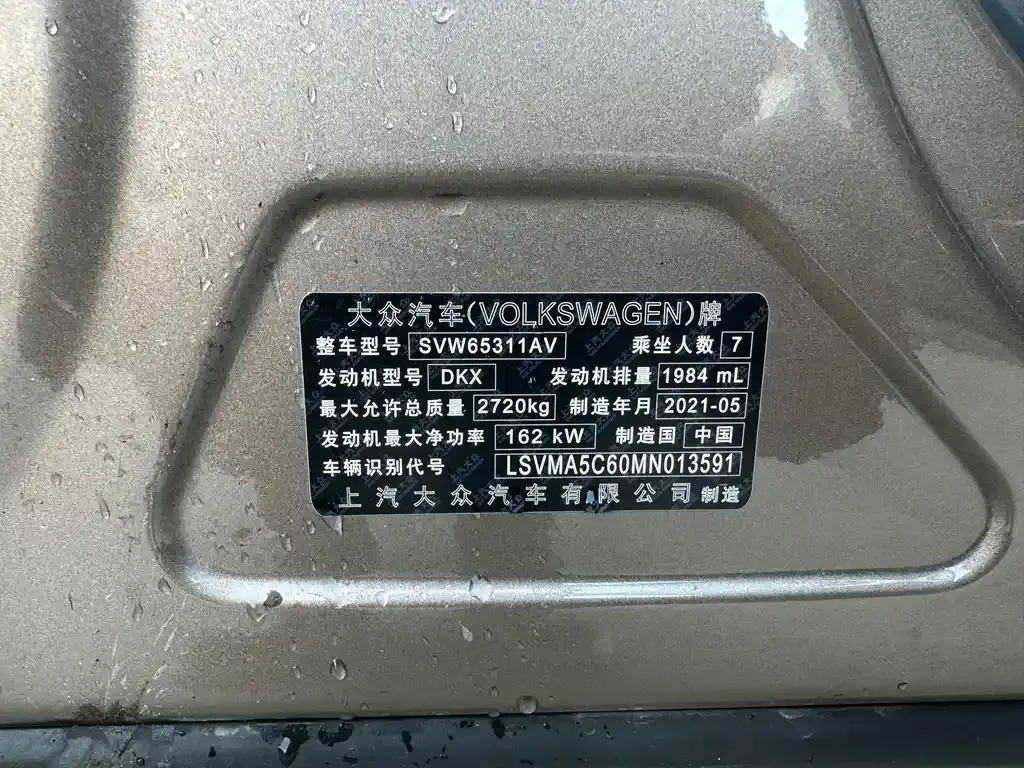 大众汽车(VOLKSWAGEN)牌
整车型号 SVW65311AV 乘坐人数 7
发动机型号 DKX 发动机排量 1984 mL
最大允许总质量 2720kg 制造年月 2021-05
发动机最大净功率 162 kW 制造国 中国
车辆识别代号 LSVMA5C60MN013591
上汽大众汽车有限公司 制造